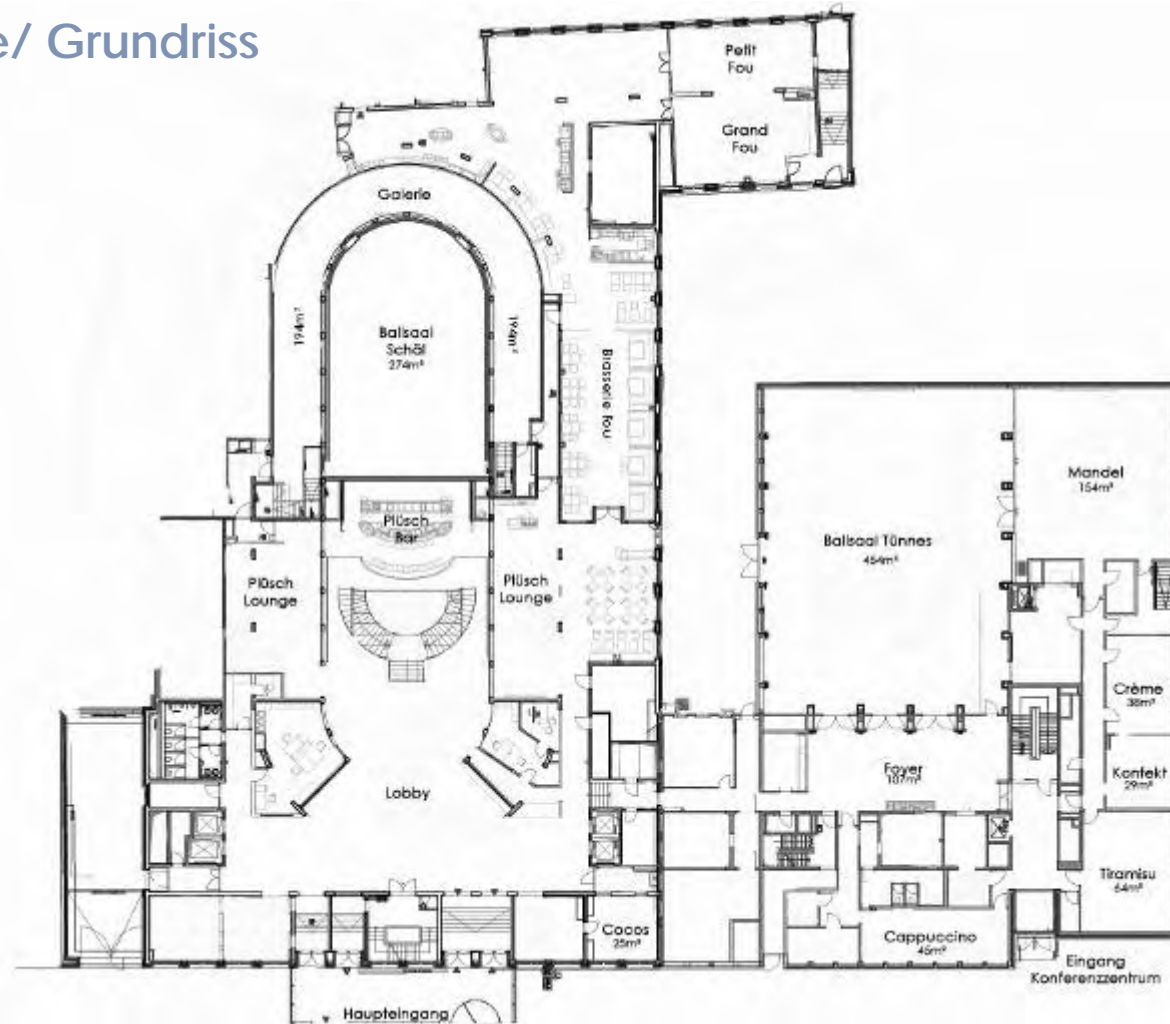 e/ Grundriss
Petit
Fou
Grand
Fou
Galerie
194m²
Ballsaal
Schäl
274m²
194m²
Brasserie fou
Plüsch
Bar
Plüsch
Lounge
Plüsch
Lounge
Lobby
Cocos
25m²
Haupteingang
Mandel
154m²
Ballsaal Tünnes
454m²
Crème
38m²
Foyer
107m²
Konfekt
29m²
Tiramisu
64m²
Cappuccino
45m²
Eingang
Konferenzzentrum